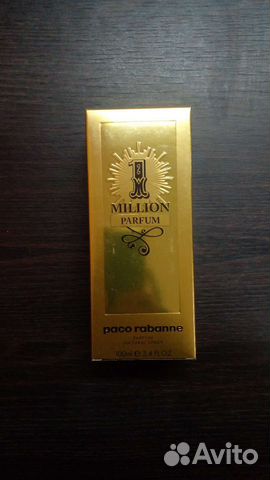 1
MILLION
PARFUM
paco rabanne
PARFUM
NATURAL SPRAY
100ml ℮ 3.4 FL.OZ
Avito